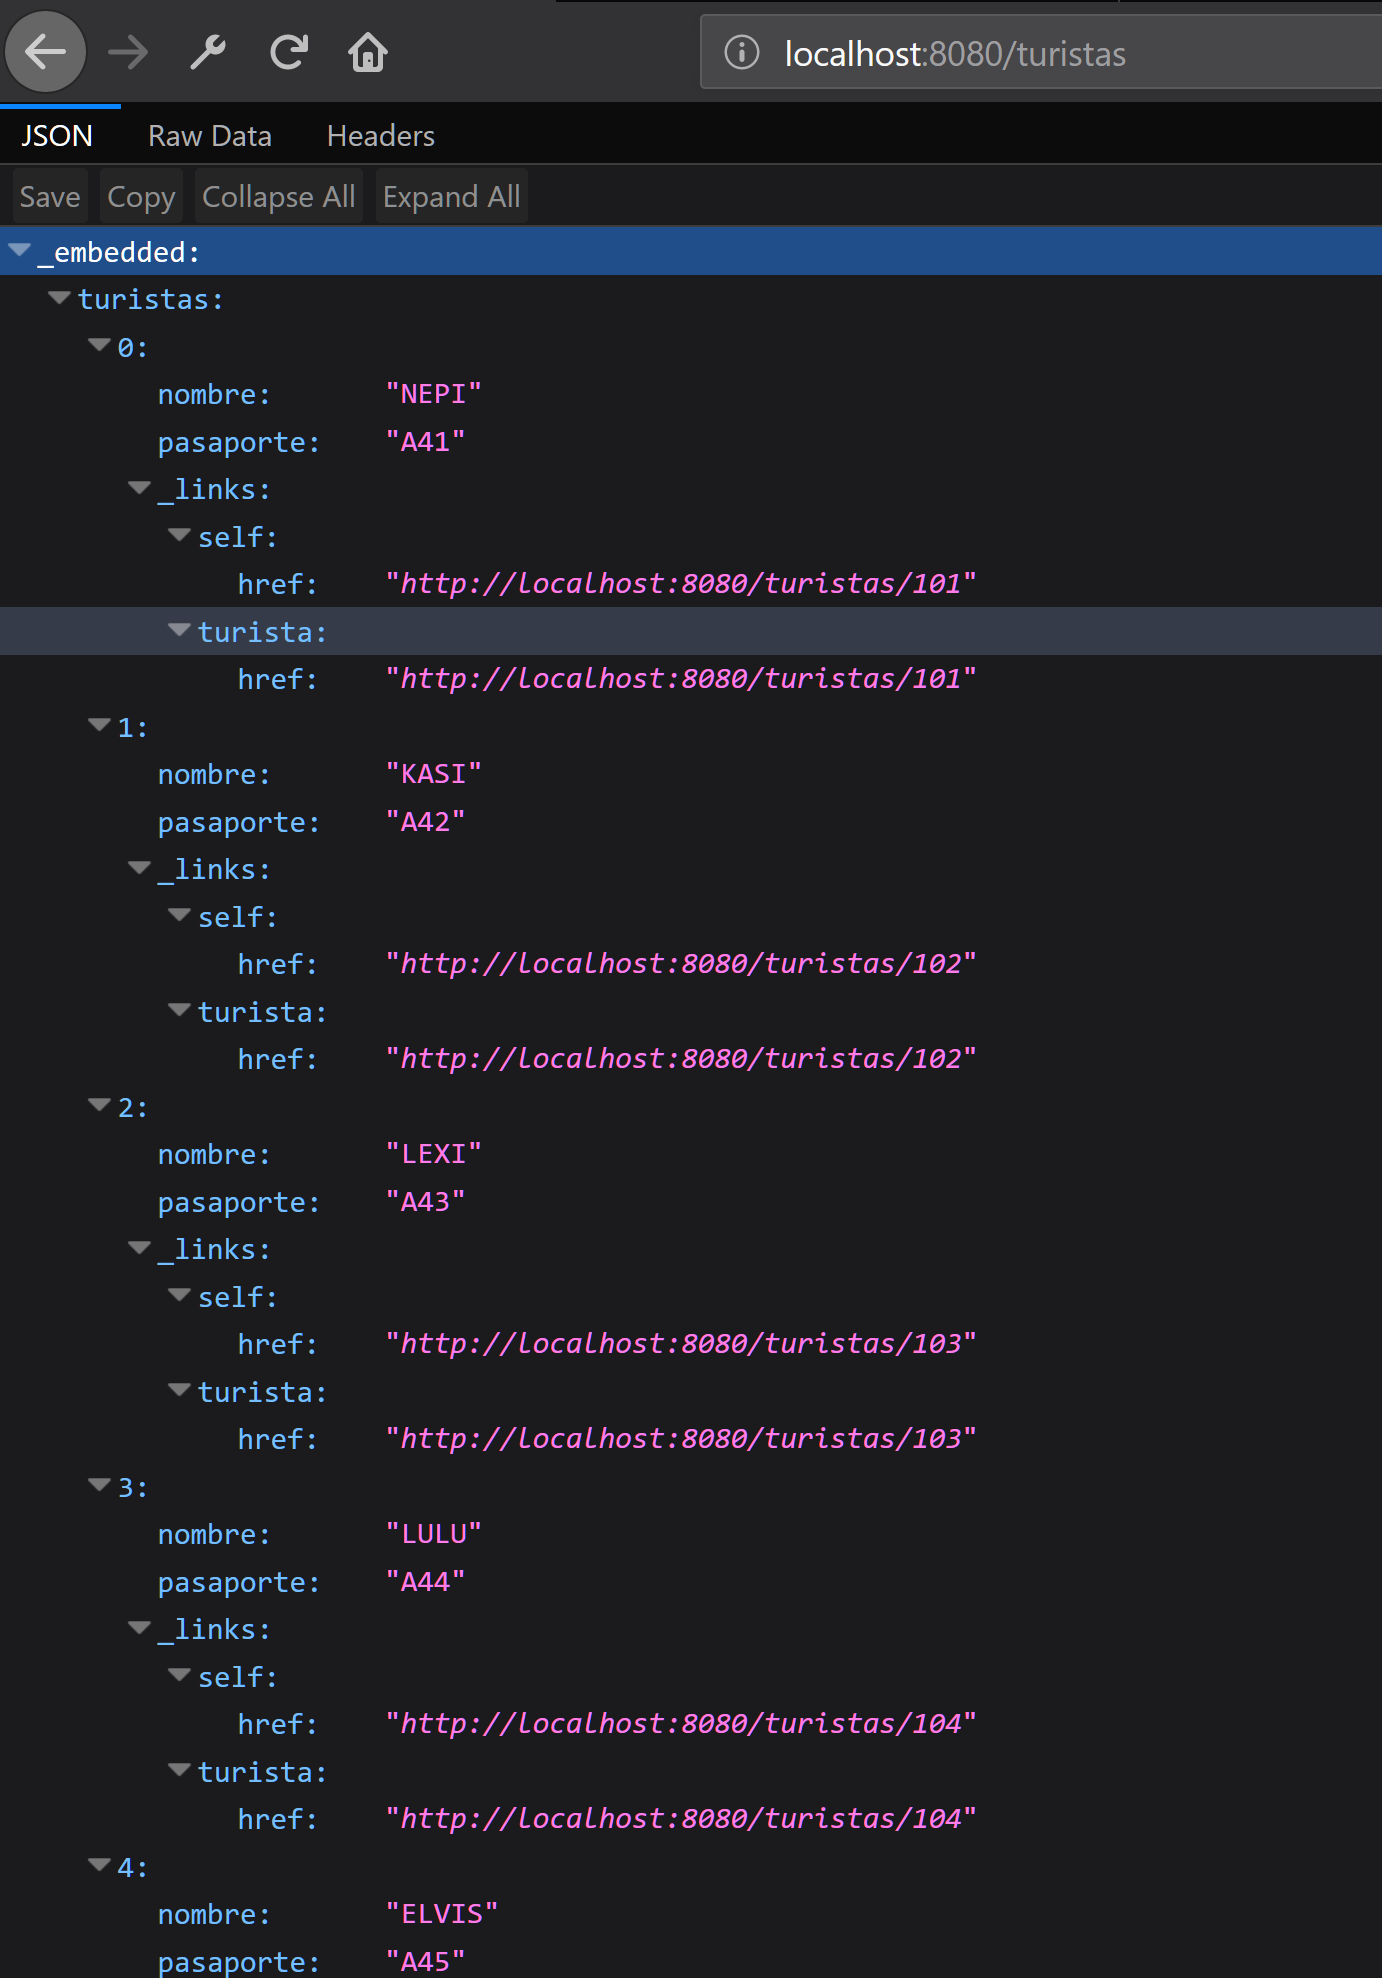 localhost:8080/turistas
JSON Raw Data Headers
Save Copy Collapse All Expand All
_embedded:
turistas:
0:
nombre: "NEPI"
pasaporte: "A41"
_links:
self:
href: "http://localhost:8080/turistas/101"
turista:
href: "http://localhost:8080/turistas/101"
1:
nombre: "KASI"
pasaporte: "A42"
_links:
self:
href: "http://localhost:8080/turistas/102"
turista:
href: "http://localhost:8080/turistas/102"
2:
nombre: "LEXI"
pasaporte: "A43"
_links:
self:
href: "http://localhost:8080/turistas/103"
turista:
href: "http://localhost:8080/turistas/103"
3:
nombre: "LULU"
pasaporte: "A44"
_links:
self:
href: "http://localhost:8080/turistas/104"
turista:
href: "http://localhost:8080/turistas/104"
4:
nombre: "ELVIS"
pasaporte: "A45"